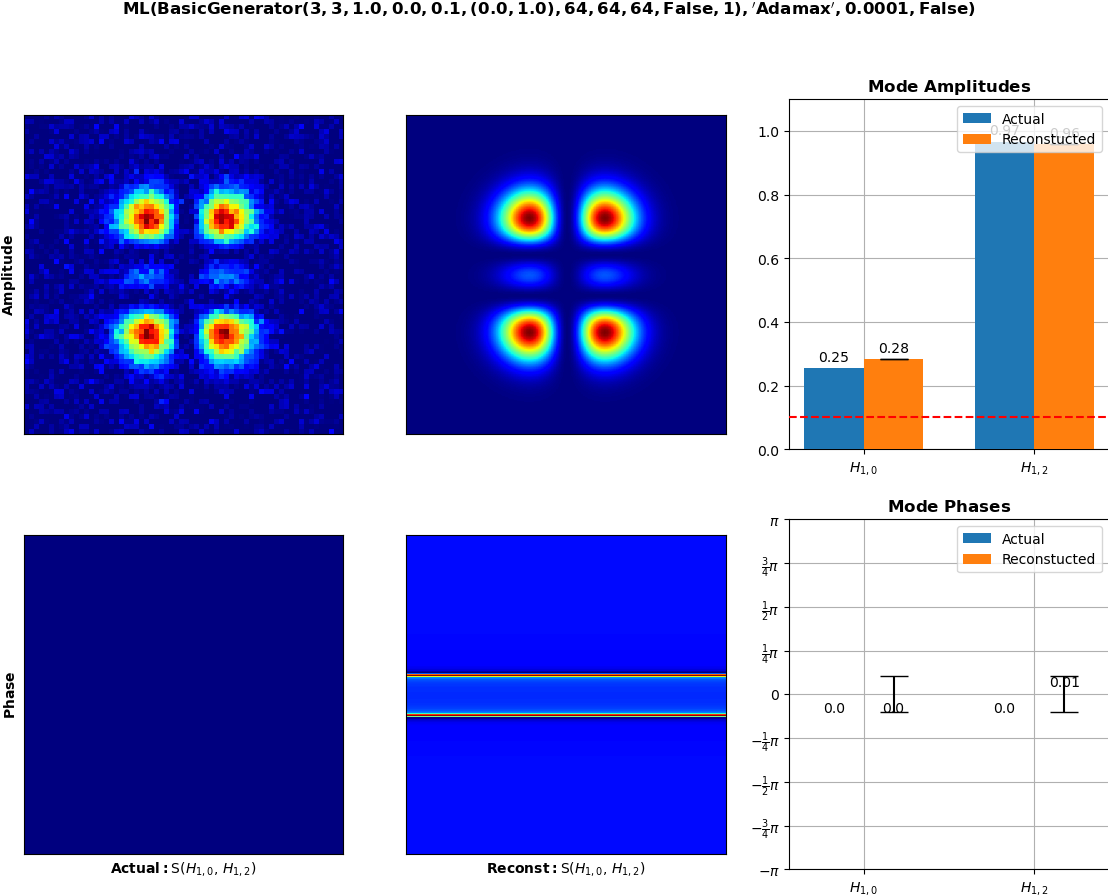 ML(BasicGenerator(3, 3, 1.0, 0.0, 0.1, (0.0, 1.0), 64, 64, 64, False, 1), ′Adamax′, 0.0001, False)
Amplitude
Mode Amplitudes
Actual
Reconstucted
1.0
0.8
0.6
0.4
0.2
0.0
0.25
0.28
0.97
0.96
H1,0
H1,2
Phase
Actual: S(H1,0, H1,2)
Reconst: S(H1,0, H1,2)
Mode Phases
Actual
Reconstucted
π
3/4π
1/2π
1/4π
0
−1/4π
−1/2π
−3/4π
−π
0.0
0.0
0.0
0.01
H1,0
H1,2